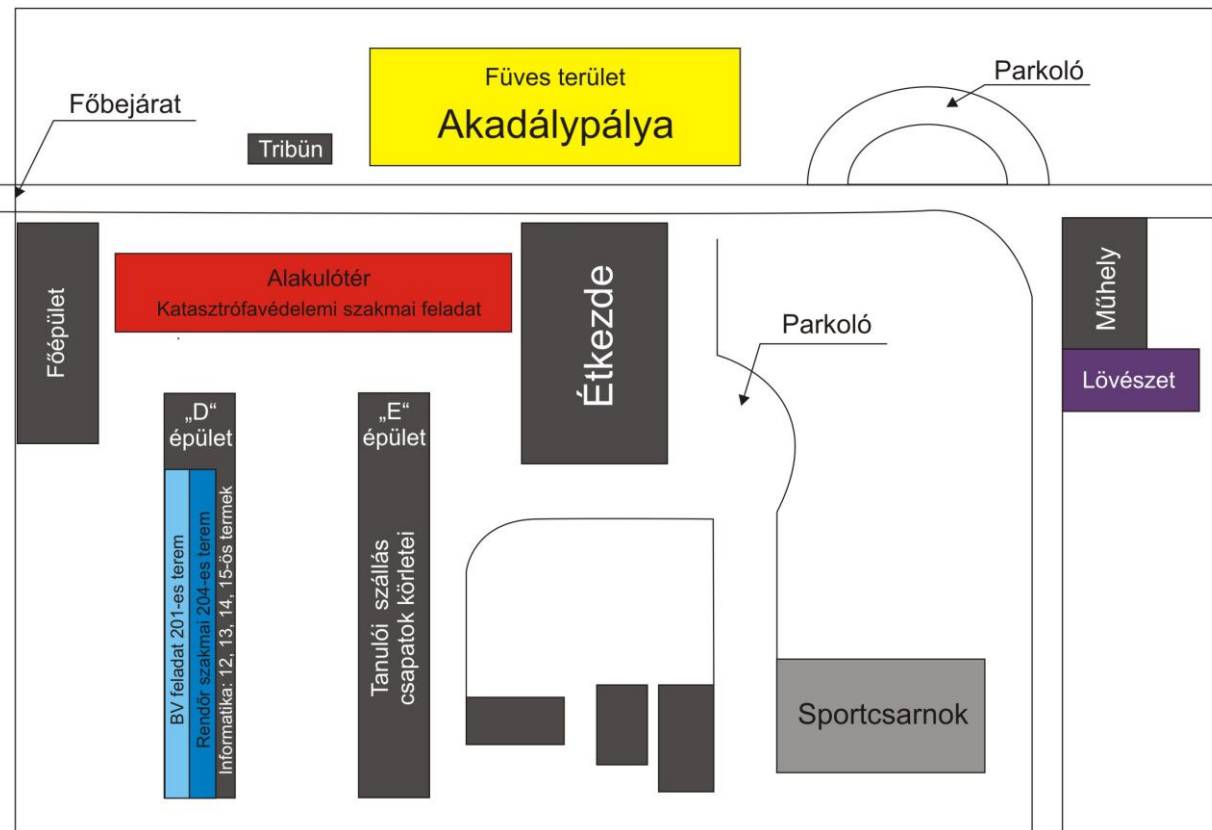 Füves terület
Akadálypálya
Parkoló
Főbejárat
Tribün
Főépület
Alakulótér
Katasztrófavédelmi szakmai feladat
Étkezde
Parkoló
Műhely
Lövészet
„D“
épület
BV feladat 201-es terem
Rendőr szakmai 204-es terem
Informatika: 12, 13, 14, 15-ös termek
„E“
épület
Tanulói szállás
csapatok körletei
Sportcsarnok